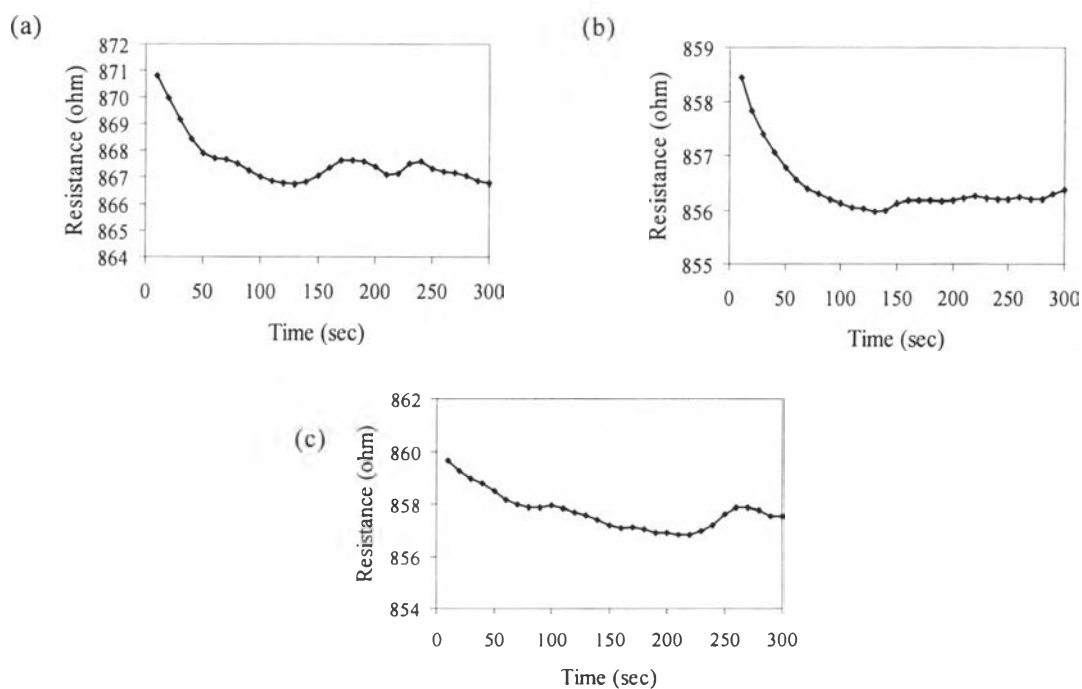 (a)
872
871
870
869
868
867
866
865
864
Resistance (ohm)
0 50 100 150 200 250 300
Time (sec)
(b)
859
858
857
856
855
Resistance (ohm)
0 50 100 150 200 250 300
Time (sec)
(c)
862
860
858
856
854
Resistance (ohm)
0 50 100 150 200 250 300
Time (sec)